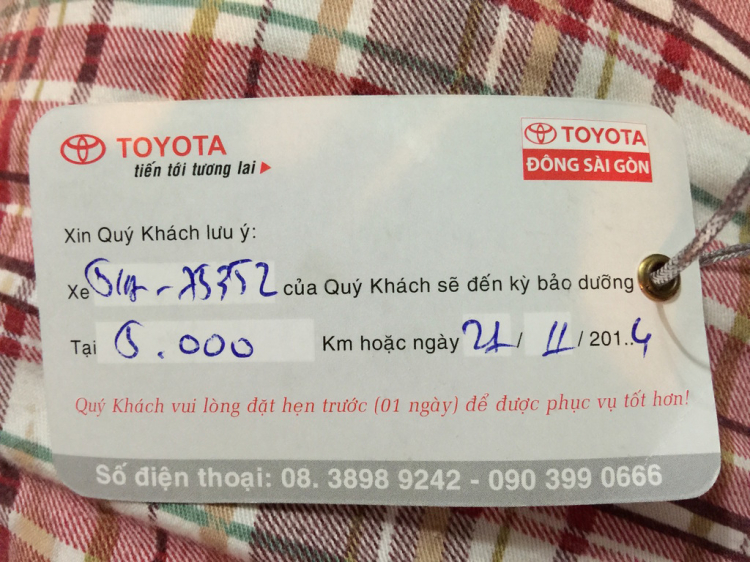 TOYOTA
tiến tới tương lai
TOYOTA
ĐÔNG SÀI GÒN
Xin Quý Khách lưu ý:
Xe của Quý Khách sẽ đến kỳ bảo dưỡng
Tại 5.000 Km hoặc ngày 21 / 11 / 201..4
Quý Khách vui lòng đặt hẹn trước (01 ngày) để được phục vụ tốt hơn!
Số điện thoại: 08. 3898 9242 - 090 399 0666